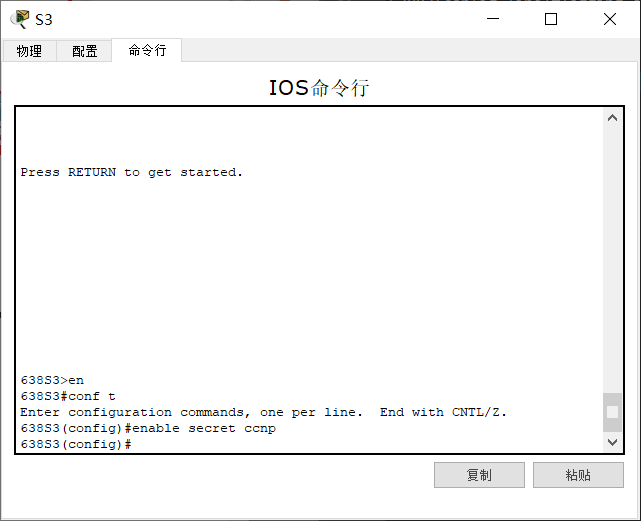 S3
物理 配置 命令行
IOS命令行
Press RETURN to get started.
638S3>en
638S3#conf t
Enter configuration commands, one per line.  End with CNTL/Z.
638S3(config)#enable secret ccnp
638S3(config)#
复制 粘贴